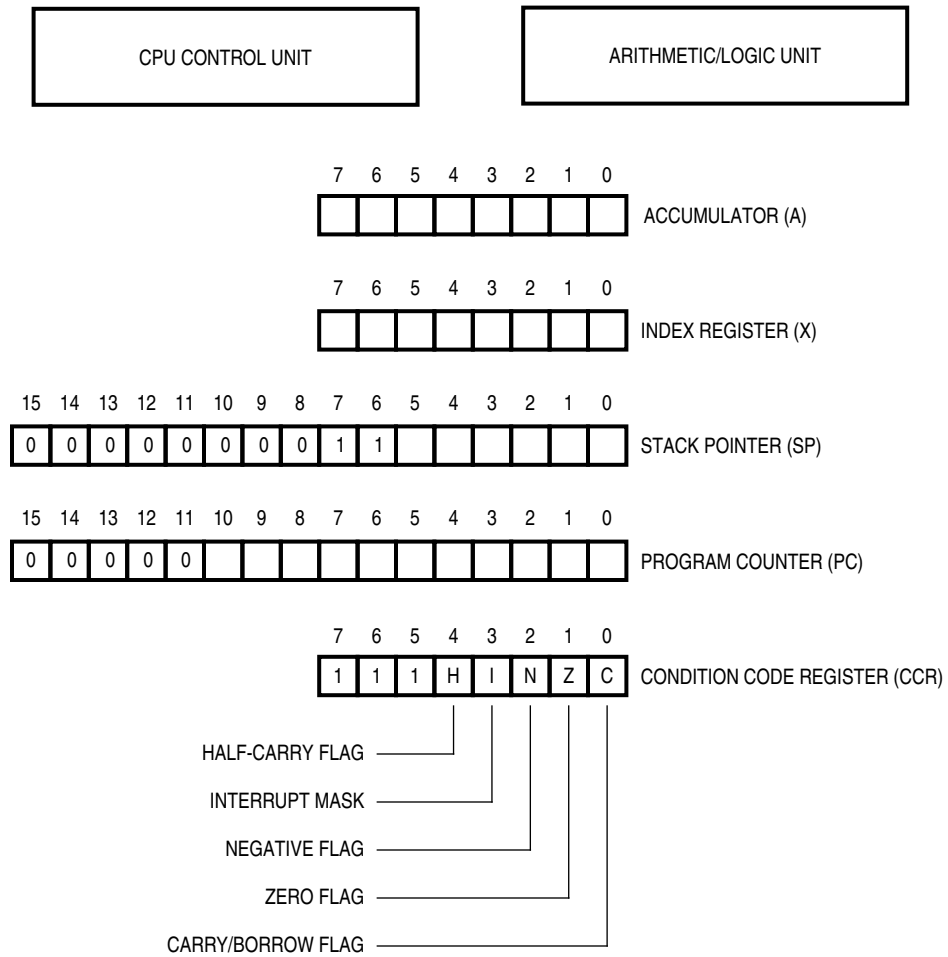 CPU CONTROL UNIT
ARITHMETIC/LOGIC UNIT
7 6 5 4 3 2 1 0
ACCUMULATOR (A)
7 6 5 4 3 2 1 0
INDEX REGISTER (X)
15 14 13 12 11 10 9 8 7 6 5 4 3 2 1 0
0 0 0 0 0 0 0 0 1 1 STACK POINTER (SP)
15 14 13 12 11 10 9 8 7 6 5 4 3 2 1 0
0 0 0 0 0 PROGRAM COUNTER (PC)
7 6 5 4 3 2 1 0
1 1 1 H I N Z C CONDITION CODE REGISTER (CCR)
HALF-CARRY FLAG
INTERRUPT MASK
NEGATIVE FLAG
ZERO FLAG
CARRY/BORROW FLAG